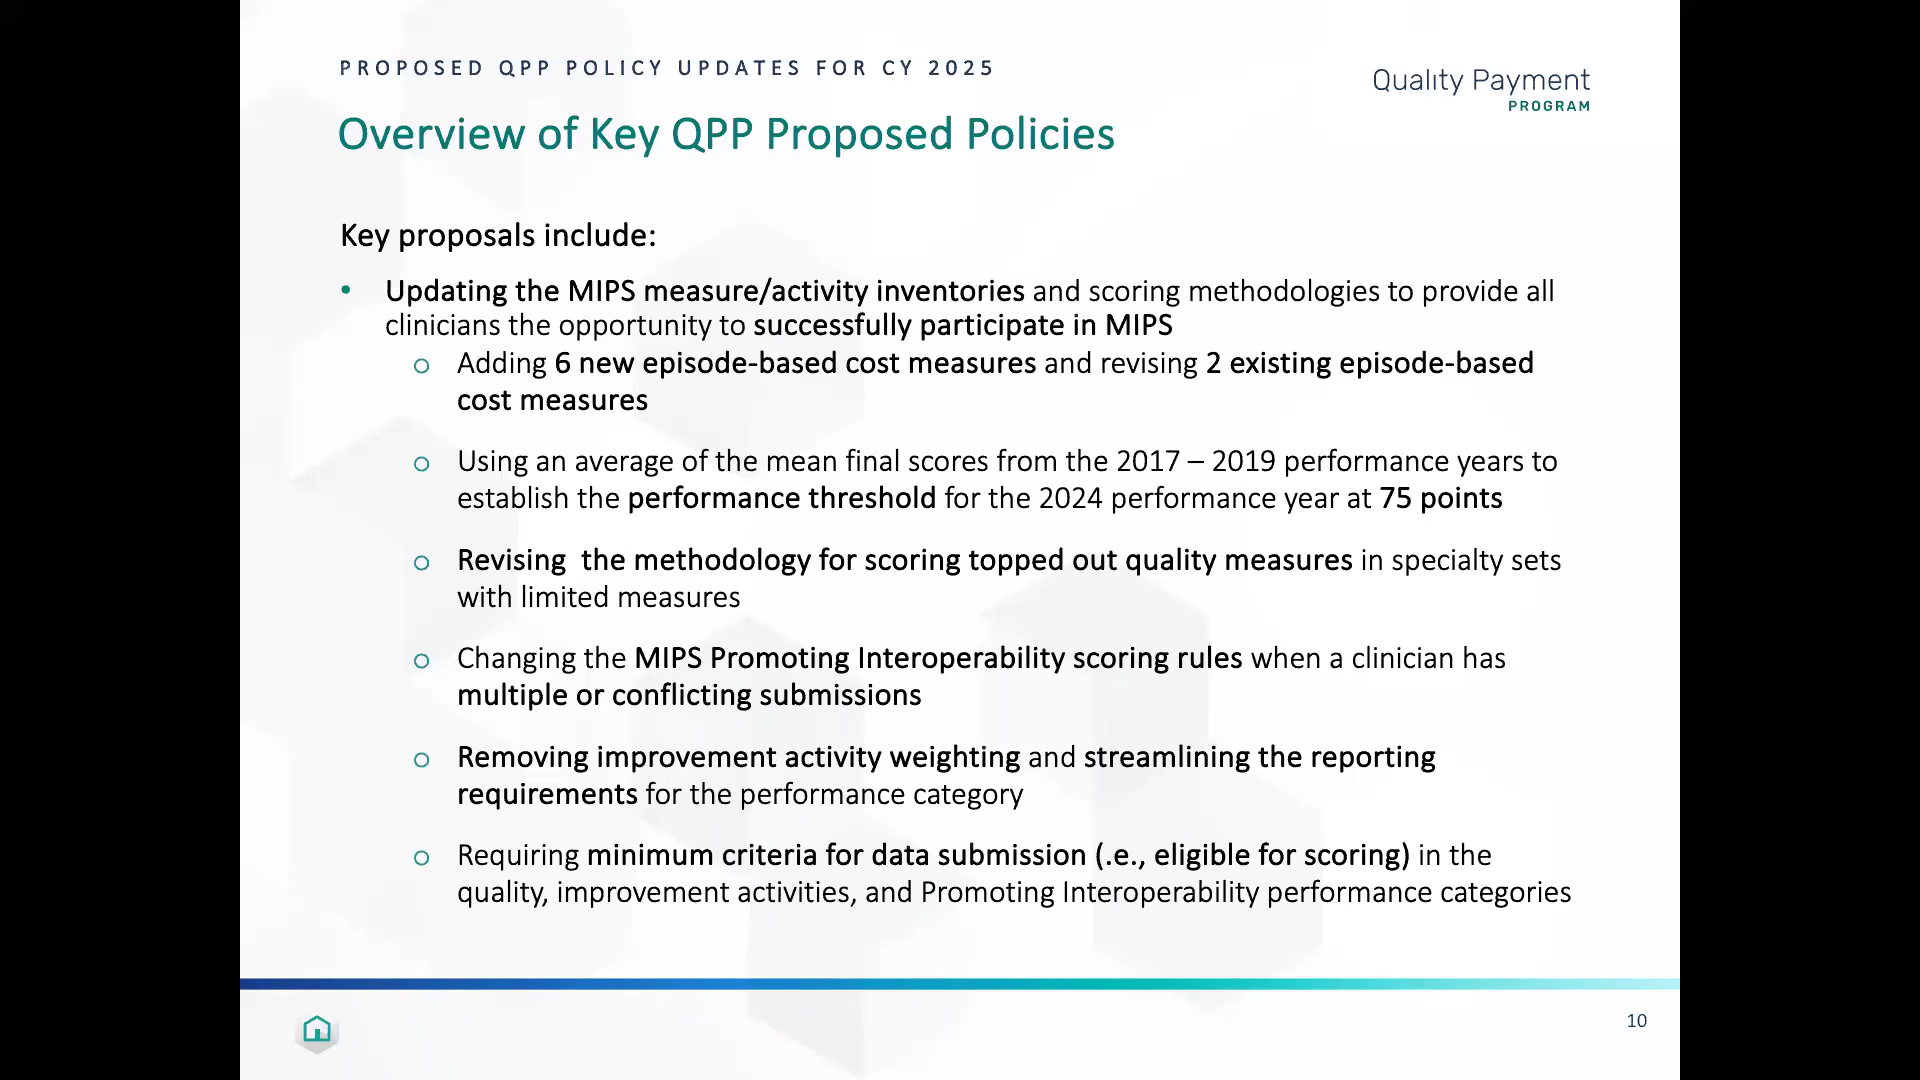 PROPOSED QPP POLICY UPDATES FOR CY 2025
Quality Payment
PROGRAM
Overview of Key QPP Proposed Policies
Key proposals include:
• Updating the MIPS measure/activity inventories and scoring methodologies to provide all
clinicians the opportunity to successfully participate in MIPS
o Adding 6 new episode-based cost measures and revising 2 existing episode-based
cost measures
o Using an average of the mean final scores from the 2017 – 2019 performance years to
establish the performance threshold for the 2024 performance year at 75 points
o Revising  the methodology for scoring topped out quality measures in specialty sets
with limited measures
o Changing the MIPS Promoting Interoperability scoring rules when a clinician has
multiple or conflicting submissions
o Removing improvement activity weighting and streamlining the reporting
requirements for the performance category
o Requiring minimum criteria for data submission (.e., eligible for scoring) in the
quality, improvement activities, and Promoting Interoperability performance categories
10